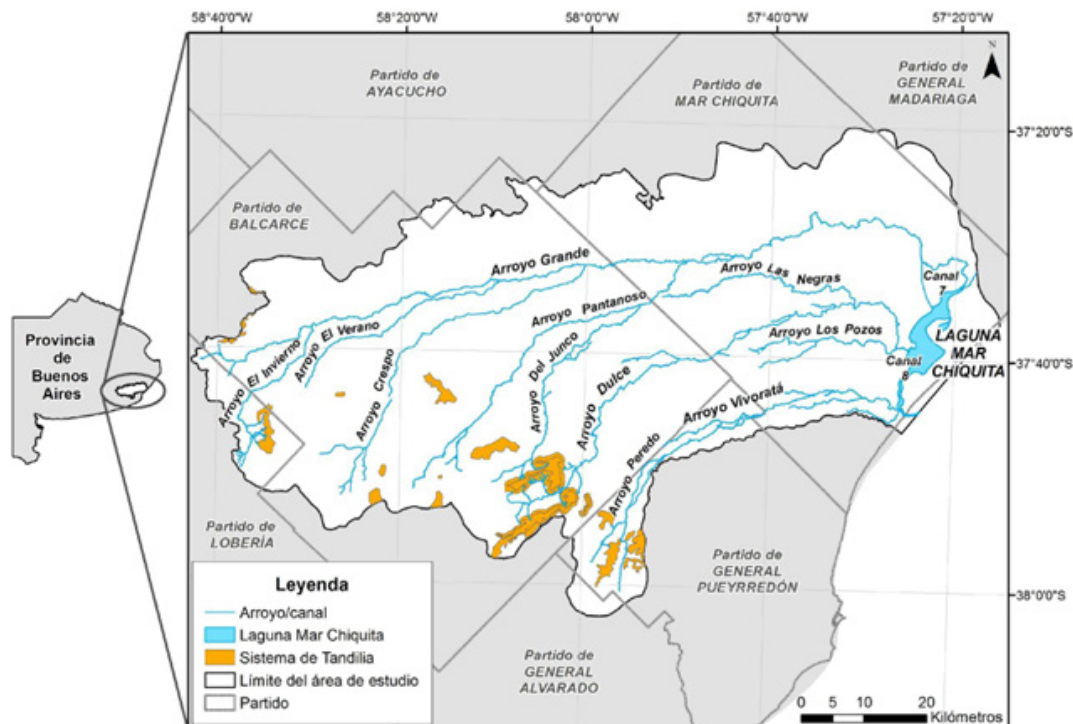 58°40'0"O
58°20'0"O
58°0'0"O
57°40'0"O
57°20'0"O
N
Partido de
AYACUCHO
Partido de
MAR CHIQUITA
Partido de
GENERAL
MADARIAGA
37°20'0"S
Partido de
BALCARCE
Arroyo Grande
Arroyo Las Negras
Canal
7
Arroyo El Invierno
Arroyo El Verano
Arroyo Crespo
Arroyo Pantanoso
Arroyo Del Junco
Arroyo Dulce
Arroyo Los Pozos
Canal
8
LAGUNA
MAR
CHIQUITA
37°40'0"S
Provincia
de
Buenos
Aires
Arroyo Peredo
Arroyo Vivoratá
Partido de
LOBERÍA
Partido de
GENERAL
PUEYRREDÓN
38°0'0"S
Partido de
GENERAL
ALVARADO
Leyenda
Arroyo/canal
Laguna Mar Chiquita
Sistema de Tandilia
Límite del área de estudio
Partido
0 5 10 20
Kilómetros